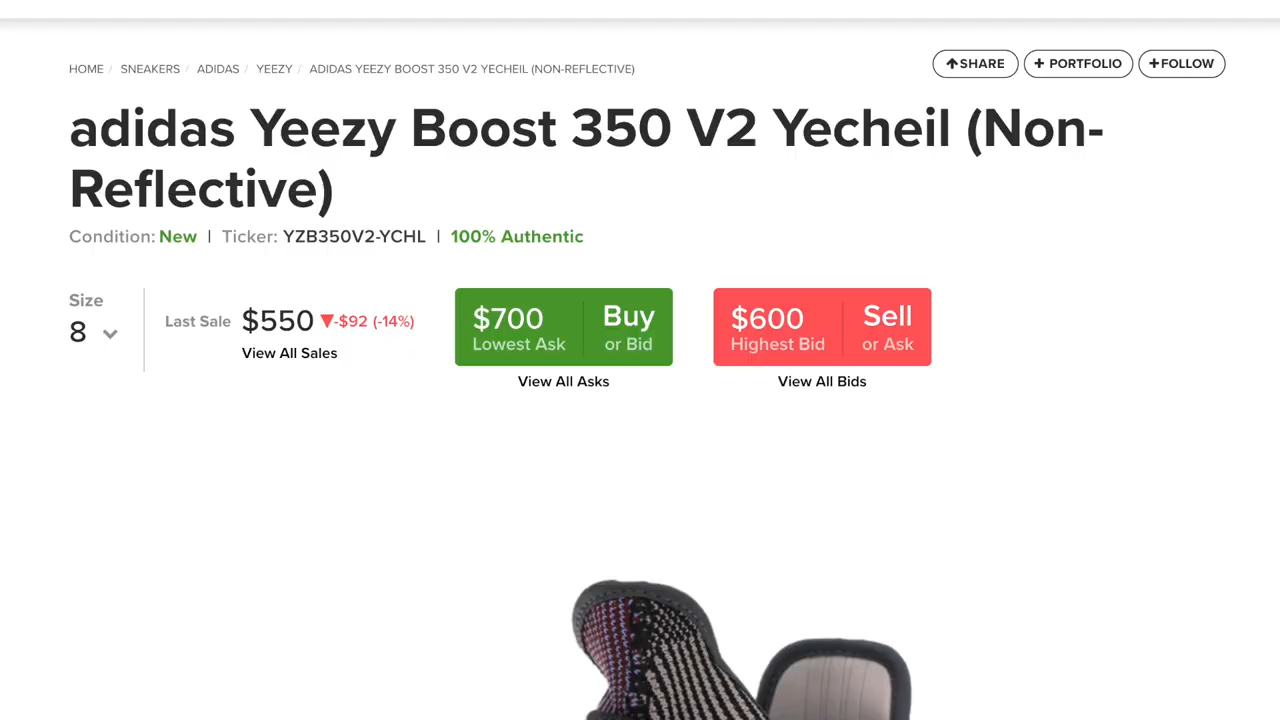 HOME / SNEAKERS / ADIDAS / YEEZY / ADIDAS YEEZY BOOST 350 V2 YECHEIL (NON-REFLECTIVE)
SHARE
+ PORTFOLIO
+FOLLOW
adidas Yeezy Boost 350 V2 Yecheil (Non-
Reflective)
Condition: New | Ticker: YZB350V2-YCHL | 100% Authentic
Size
8
Last Sale $550 ▼-$92 (-14%)
View All Sales
$700 Buy
Lowest Ask or Bid
View All Asks
$600 Sell
Highest Bid or Ask
View All Bids